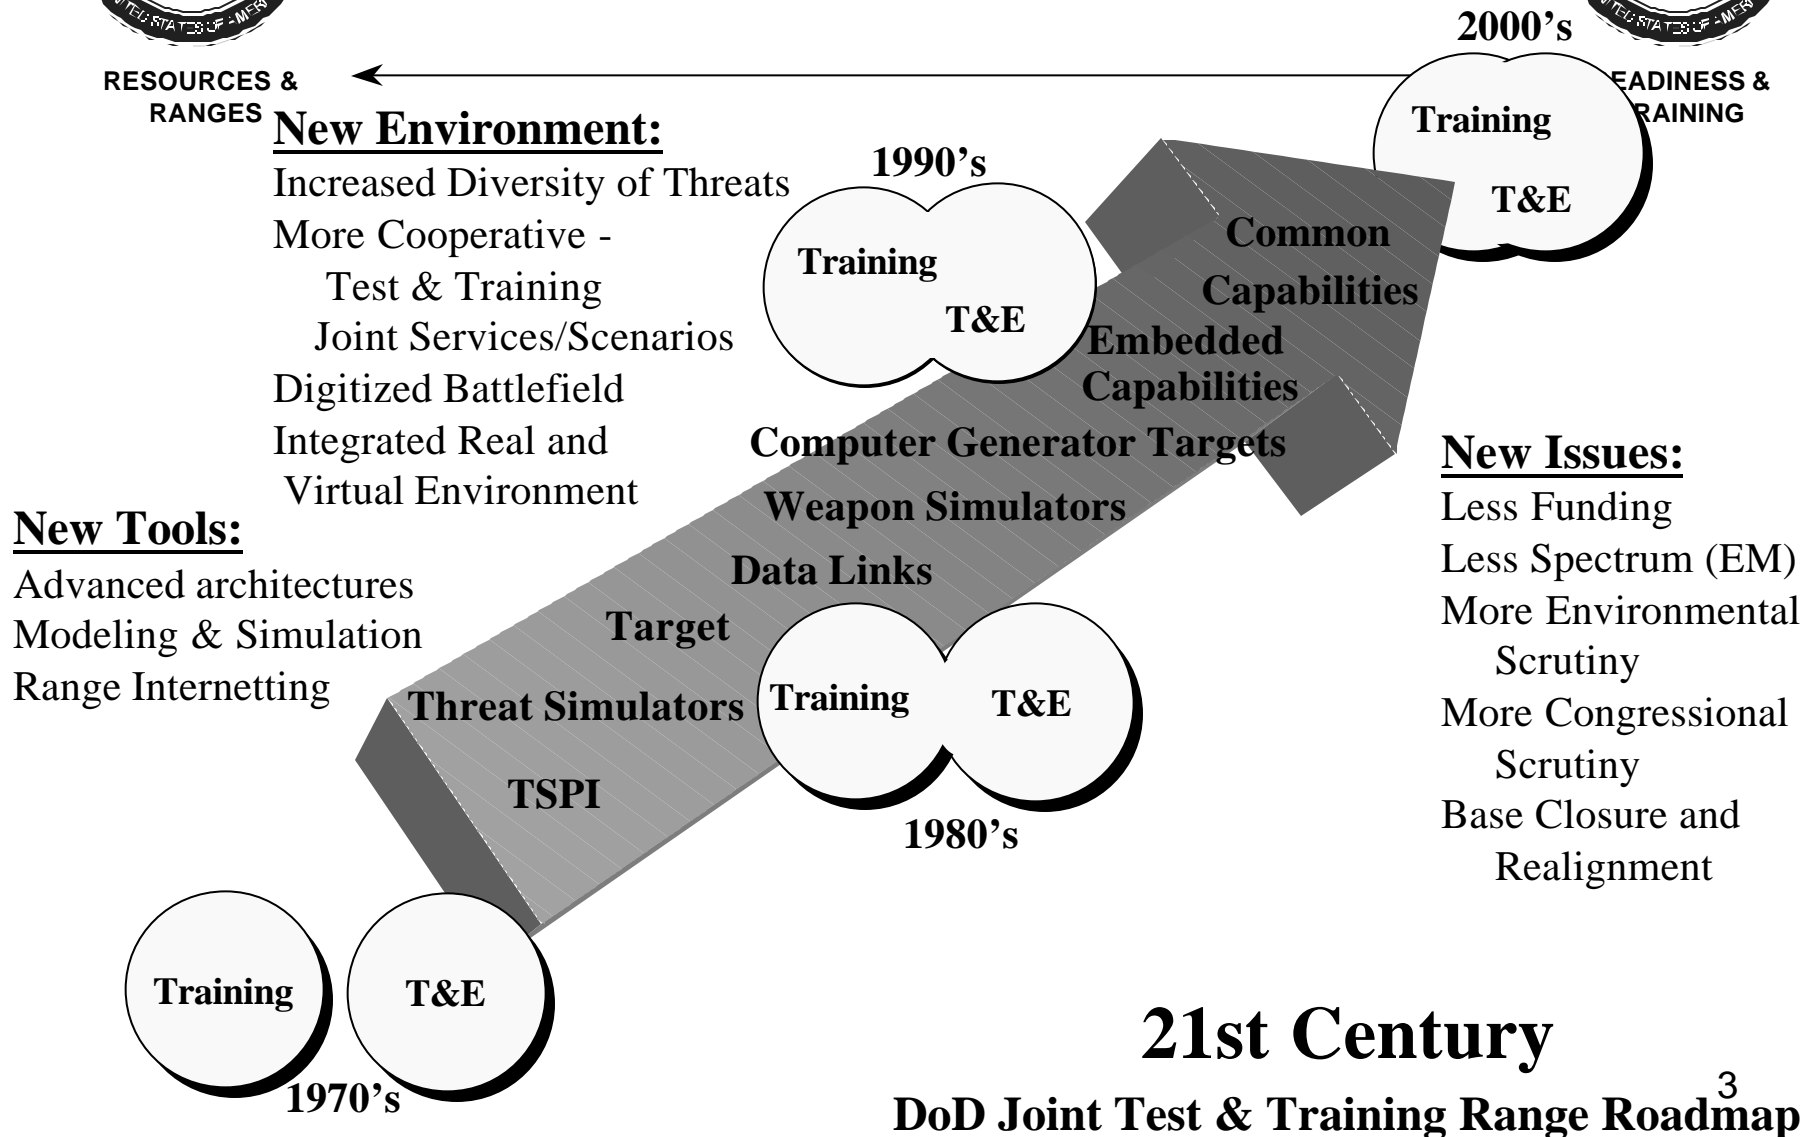 2000's
RESOURCES &
RANGES
EADINESS &
RAINING
New Environment:
Increased Diversity of Threats
More Cooperative -
Test & Training
Joint Services/Scenarios
Digitized Battlefield
Integrated Real and
Virtual Environment
1990's
Training
T&E
Training
T&E
Common
Capabilities
Embedded
Capabilities
Computer Generator Targets
Weapon Simulators
Data Links
Target
Threat Simulators
TSPI
New Tools:
Advanced architectures
Modeling & Simulation
Range Internetting
New Issues:
Less Funding
Less Spectrum (EM)
More Environmental
Scrutiny
More Congressional
Scrutiny
Base Closure and
Realignment
Training
T&E
1980's
Training
T&E
1970's
21st Century
DoD Joint Test & Training Range Roadmap
3